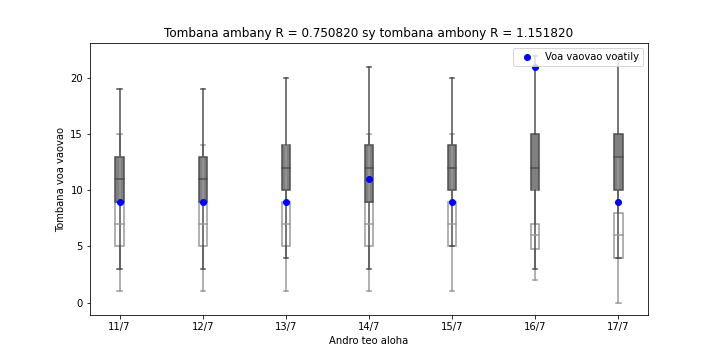 Tombana ambany R = 0.750820 sy tombana ambony R = 1.151820
Voa vaovao voatily
Tombana voa vaovao
20
15
10
5
0
11/7 12/7 13/7 14/7 15/7 16/7 17/7
Andro teo aloha